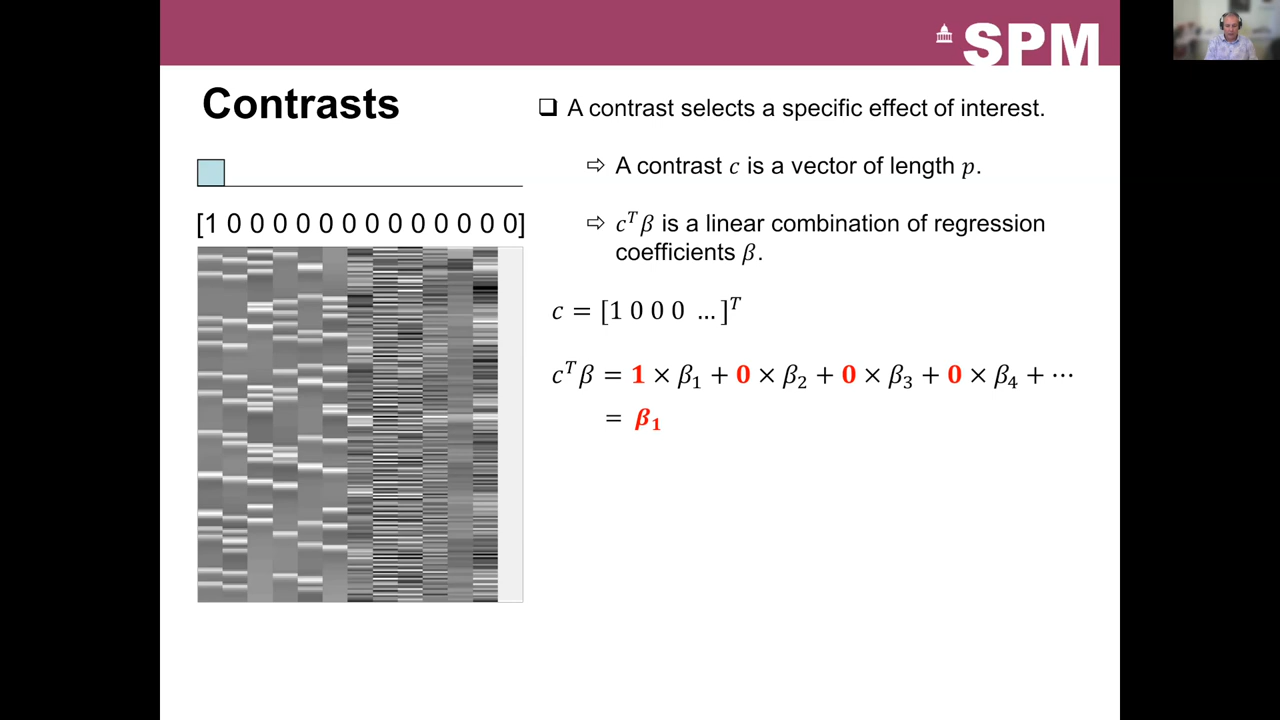 SPM
Contrasts
❑ A contrast selects a specific effect of interest.
⇨ A contrast c is a vector of length p.
⇨ cᵀβ is a linear combination of regression
coefficients β.
[1 0 0 0 0 0 0 0 0 0 0 0 0 0]
c = [1 0 0 0 …]ᵀ
cᵀβ = 1 × β₁ + 0 × β₂ + 0 × β₃ + 0 × β₄ + ⋯
= β₁